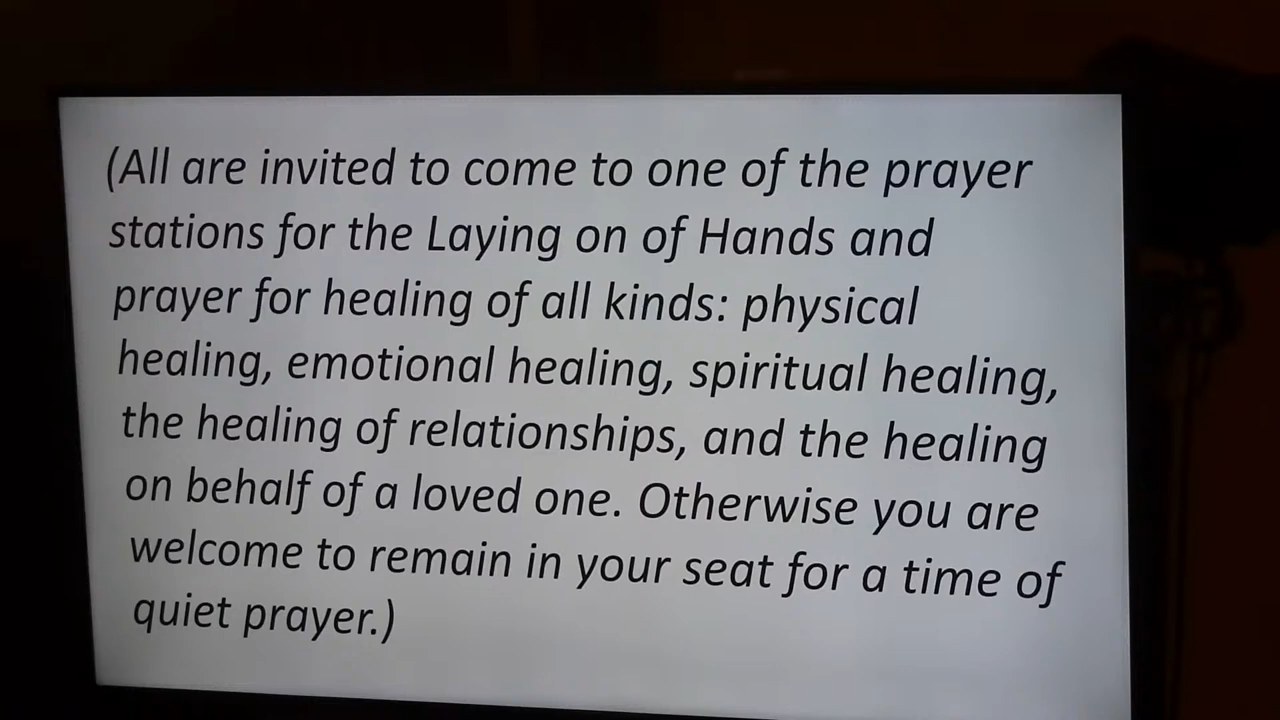 (All are invited to come to one of the prayer
stations for the Laying on of Hands and
prayer for healing of all kinds: physical
healing, emotional healing, spiritual healing,
the healing of relationships, and the healing
on behalf of a loved one. Otherwise you are
welcome to remain in your seat for a time of
quiet prayer.)